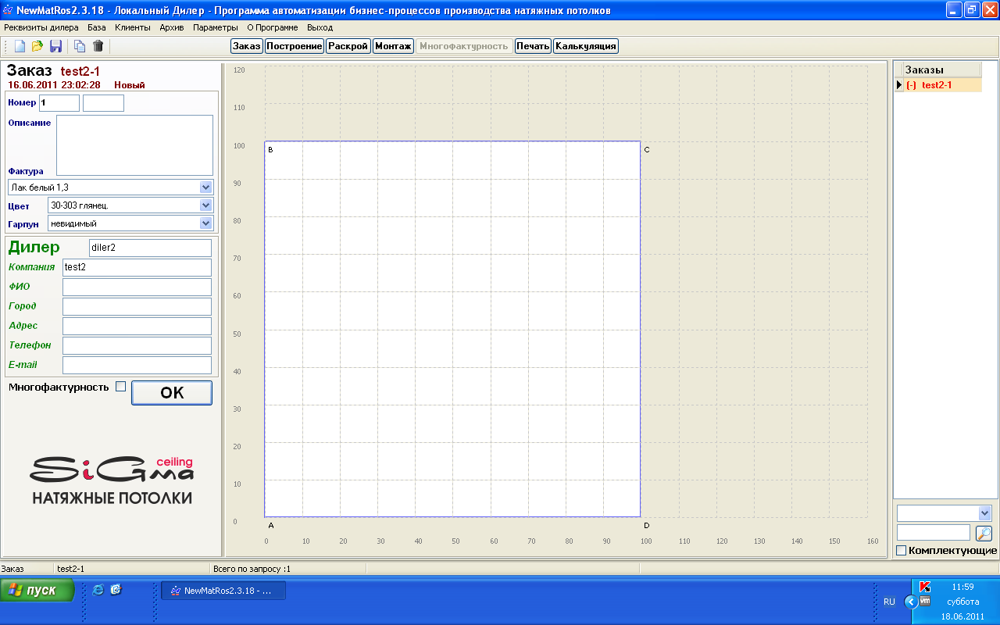 NewMatRos2.3.18 - Локальный Дилер - Программа автоматизации бизнес-процессов производства натяжных потолков
Реквизиты дилера База Клиенты Архив Параметры О Программе Выход
Заказ Построение Раскрой Монтаж Многофактурность Печать Калькуляция
Заказ test2-1
16.06.2011 23:02:28 Новый
Номер 1
Описание
Фактура
Лак белый 1,3
Цвет 30-303 глянец.
Гарпун невидимый
Дилер diler2
Компания test2
ФИО
Город
Адрес
Телефон
E-mail
Многофактурность OK
SiGma ceiling
НАТЯЖНЫЕ ПОТОЛКИ
120
110
100
90
80
70
60
50
40
30
20
10
0
B C
A D
0 10 20 30 40 50 60 70 80 90 100 110 120 130 140 150 160
Заказы
(-) test2-1
Комплектующие
Заказ test2-1 Всего по запросу :1
пуск NewMatRos2.3.18 - ... RU
11:59
суббота
18.06.2011